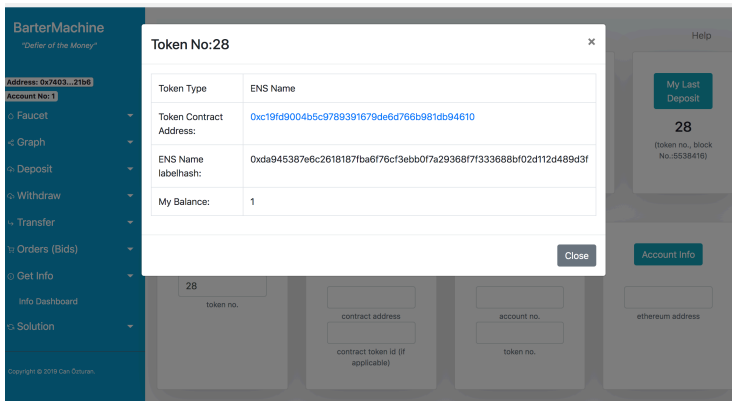 BarterMachine
"Defier of the Money"
Address: 0x7403...21b6
Account No: 1
Faucet
Graph
Deposit
Withdraw
Transfer
Orders (Bids)
Get Info
Info Dashboard
Solution
Copyright © 2019 Can Özturan.
Help
Token No:28
×
Token Type
ENS Name
Token Contract
Address:
0xc19fd9004b5c9789391679de6d766b981db94610
ENS Name
labelhash:
0xda945387e6c2618187fba6f76cf3ebb0f7a29368f7f333688bf02d112d489d3f
My Balance:
1
Close
My Last
Deposit
28
(token no., block
No.:5538416)
28
token no.
contract address
contract token id (if
applicable)
account no.
token no.
Account Info
ethereum address